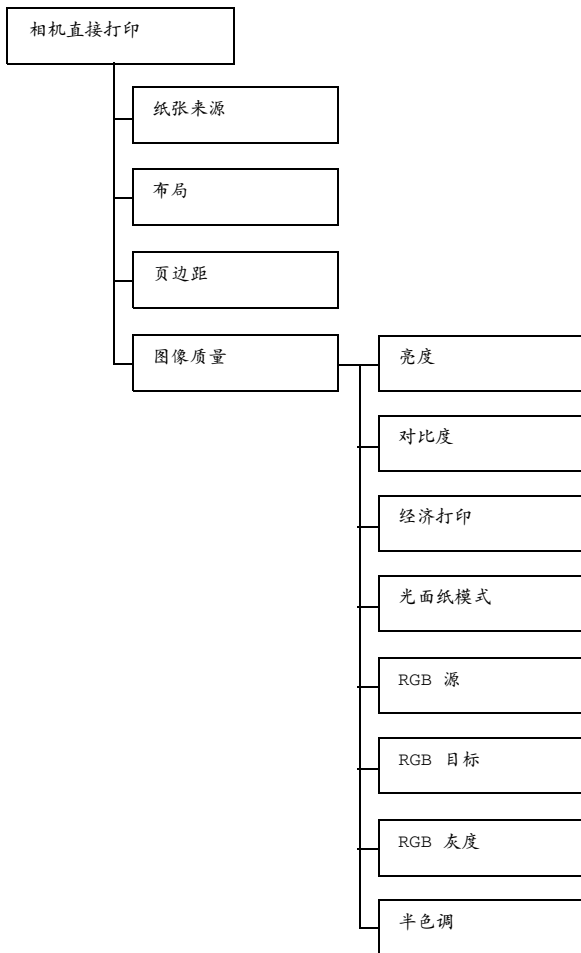 相机直接打印
纸张来源
布局
页边距
图像质量
亮度
对比度
经济打印
光面纸模式
RGB 源
RGB 目标
RGB 灰度
半色调